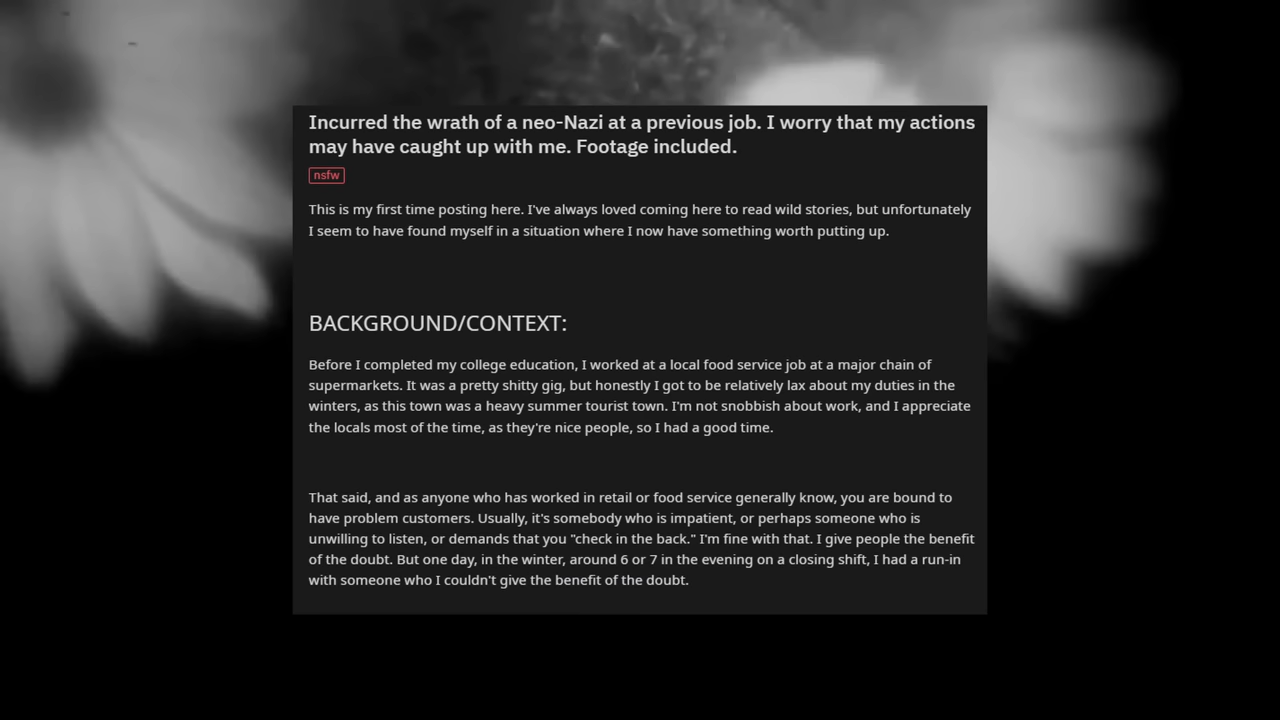 Incurred the wrath of a neo-Nazi at a previous job. I worry that my actions
may have caught up with me. Footage included.
nsfw
This is my first time posting here. I've always loved coming here to read wild stories, but unfortunately
I seem to have found myself in a situation where I now have something worth putting up.
BACKGROUND/CONTEXT:
Before I completed my college education, I worked at a local food service job at a major chain of
supermarkets. It was a pretty shitty gig, but honestly I got to be relatively lax about my duties in the
winters, as this town was a heavy summer tourist town. I'm not snobbish about work, and I appreciate
the locals most of the time, as they're nice people, so I had a good time.
That said, and as anyone who has worked in retail or food service generally know, you are bound to
have problem customers. Usually, it's somebody who is impatient, or perhaps someone who is
unwilling to listen, or demands that you "check in the back." I'm fine with that. I give people the benefit
of the doubt. But one day, in the winter, around 6 or 7 in the evening on a closing shift, I had a run-in
with someone who I couldn't give the benefit of the doubt.